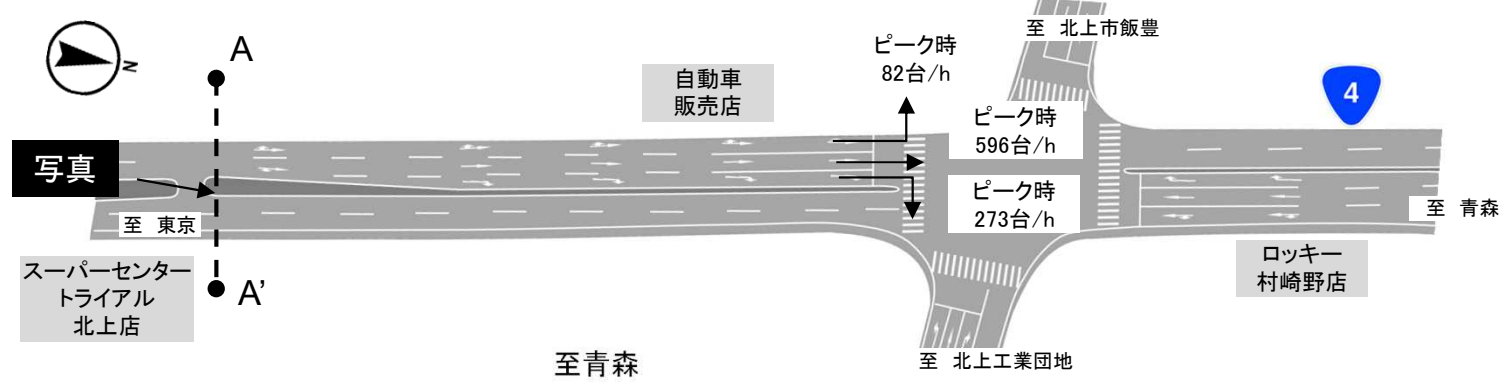 至 北上市飯豊
A
ピーク時
82台/h
N
自動車
販売店
4
ピーク時
596台/h
写真
ピーク時
273台/h
至 東京
至 青森
スーパーセンター
トライアル
北上店
A'
ロッキー
村崎野店
至 北上工業団地
至青森